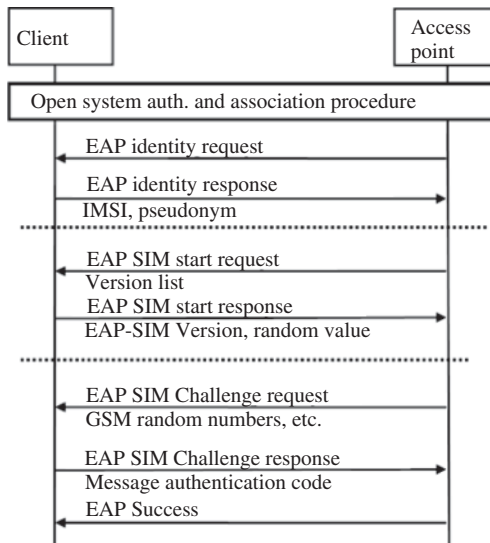 Client
Access
point
Open system auth. and association procedure
EAP identity request
EAP identity response
IMSI, pseudonym
EAP SIM start request
Version list
EAP SIM start response
EAP-SIM Version, random value
EAP SIM Challenge request
GSM random numbers, etc.
EAP SIM Challenge response
Message authentication code
EAP Success